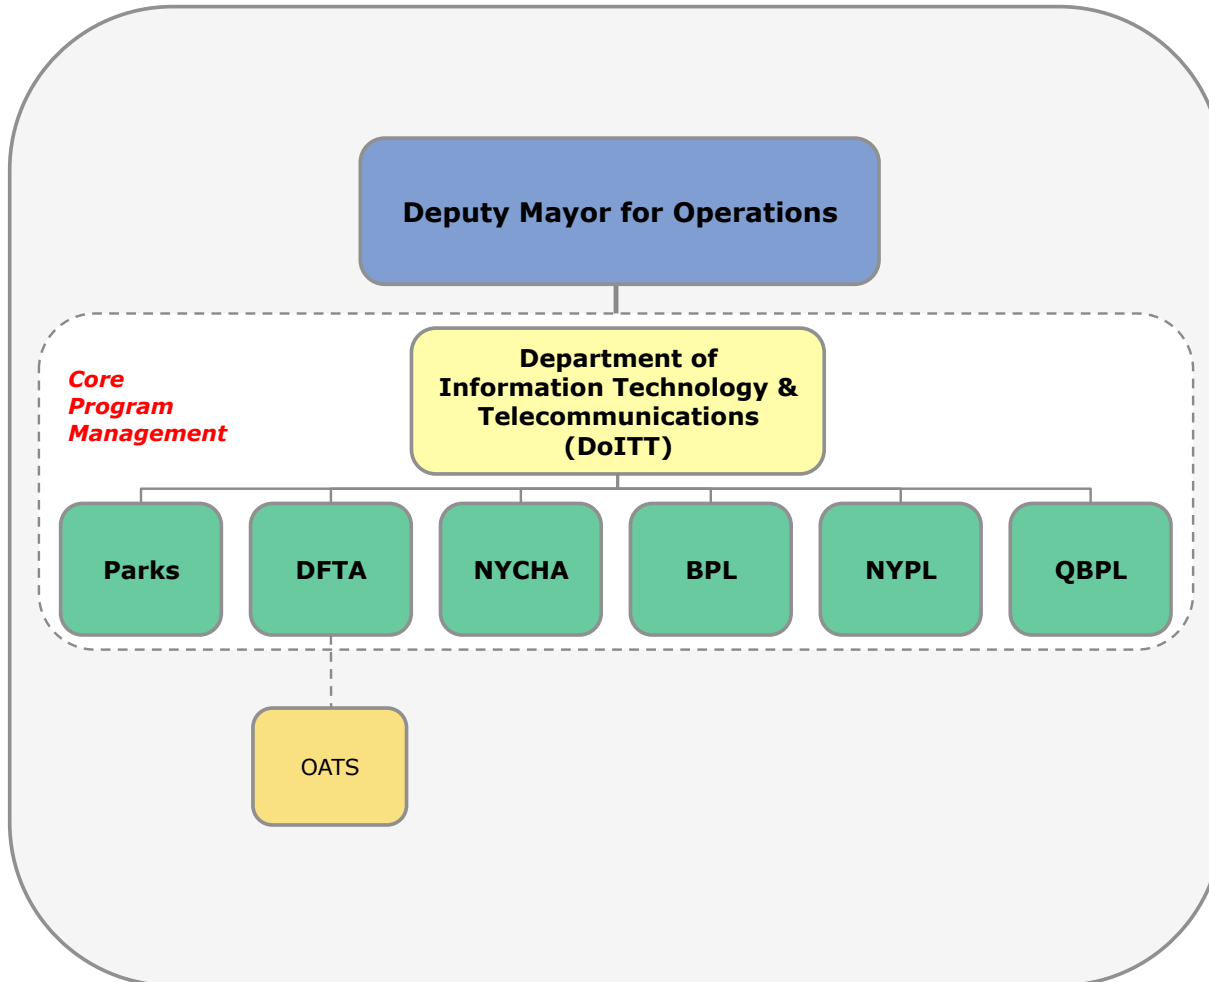 Deputy Mayor for Operations
Core
Program
Management
Department of
Information Technology &
Telecommunications
(DoITT)
Parks
DFTA
NYCHA
BPL
NYPL
QBPL
OATS